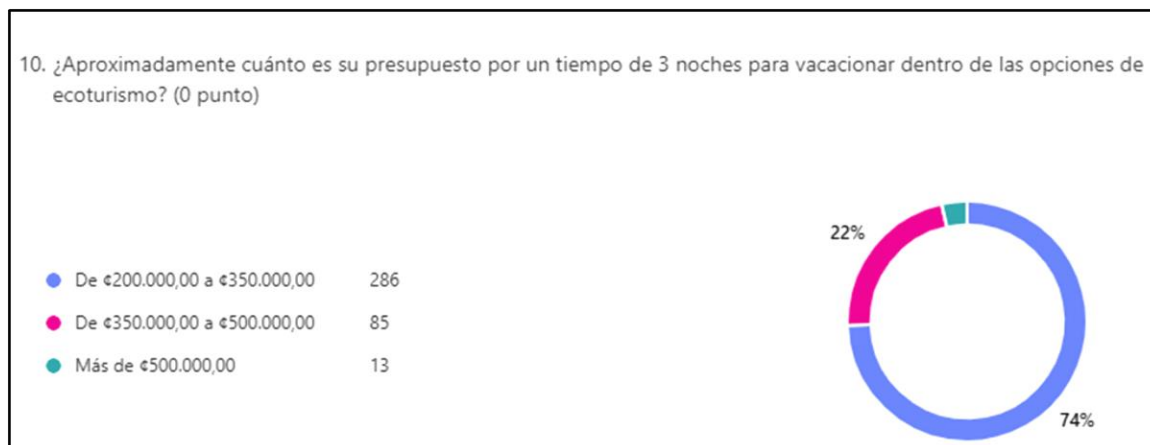 10. ¿Aproximadamente cuánto es su presupuesto por un tiempo de 3 noches para vacacionar dentro de las opciones de
ecoturismo? (0 punto)
22%
De ¢200.000,00 a ¢350.000,00 286
De ¢350.000,00 a ¢500.000,00 85
Más de ¢500.000,00 13
74%